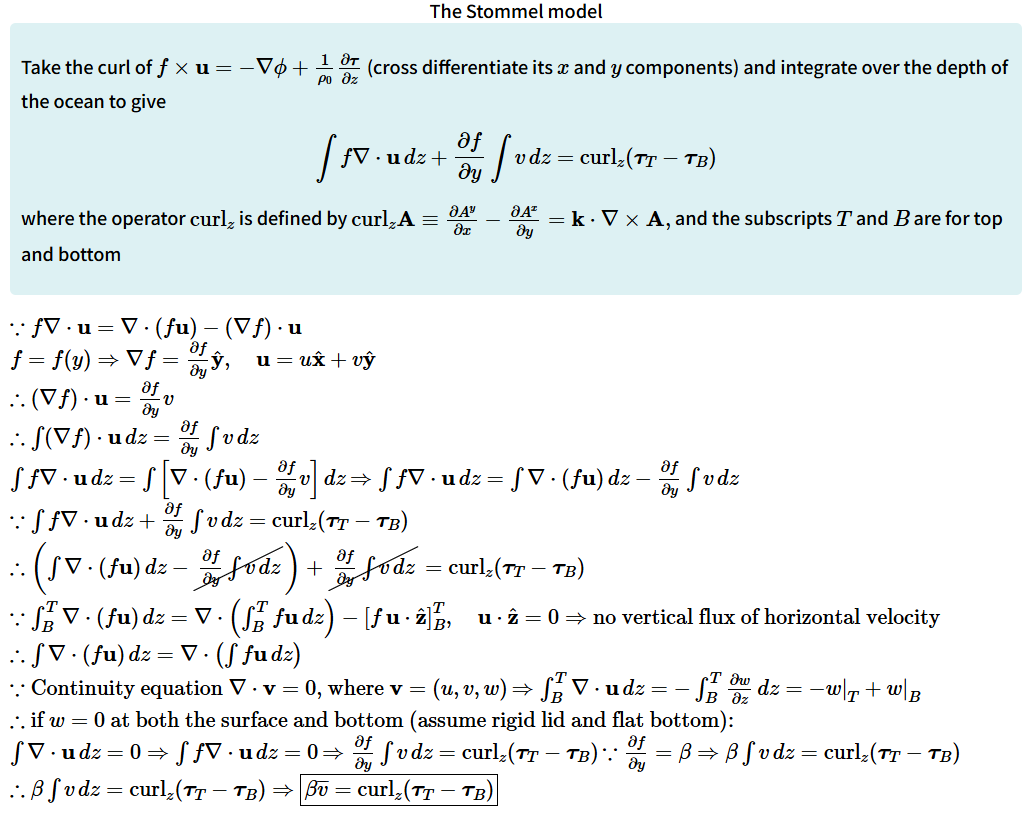 The Stommel model
Take the curl of $f \times \mathbf{u} = -\nabla\phi + \frac{1}{\rho_0}\frac{\partial \boldsymbol{\tau}}{\partial z}$ (cross differentiate its $x$ and $y$ components) and integrate over the depth of
the ocean to give
$\int f\nabla \cdot \mathbf{u}\, dz + \frac{\partial f}{\partial y} \int v\, dz = \mathrm{curl}_z(\boldsymbol{\tau}_T - \boldsymbol{\tau}_B)$
where the operator $\mathrm{curl}_z$ is defined by $\mathrm{curl}_z \mathbf{A} \equiv \frac{\partial A^y}{\partial x} - \frac{\partial A^x}{\partial y} = \mathbf{k} \cdot \nabla \times \mathbf{A}$, and the subscripts $T$ and $B$ are for top
and bottom
$\because f\nabla \cdot \mathbf{u} = \nabla \cdot (f\mathbf{u}) - (\nabla f) \cdot \mathbf{u}$
$f = f(y) \Rightarrow \nabla f = \frac{\partial f}{\partial y}\hat{\mathbf{y}}, \quad \mathbf{u} = u\hat{\mathbf{x}} + v\hat{\mathbf{y}}$
$\therefore (\nabla f) \cdot \mathbf{u} = \frac{\partial f}{\partial y} v$
$\therefore \int (\nabla f) \cdot \mathbf{u}\, dz = \frac{\partial f}{\partial y} \int v\, dz$
$\int f\nabla \cdot \mathbf{u}\, dz = \int \left[\nabla \cdot (f\mathbf{u}) - \frac{\partial f}{\partial y} v\right] dz \Rightarrow \int f\nabla \cdot \mathbf{u}\, dz = \int \nabla \cdot (f\mathbf{u})\, dz - \frac{\partial f}{\partial y} \int v\, dz$
$\because \int f\nabla \cdot \mathbf{u}\, dz + \frac{\partial f}{\partial y} \int v\, dz = \mathrm{curl}_z(\boldsymbol{\tau}_T - \boldsymbol{\tau}_B)$
$\therefore \left(\int \nabla \cdot (f\mathbf{u})\, dz - \cancel{\frac{\partial f}{\partial y} \int v\, dz}\right) + \cancel{\frac{\partial f}{\partial y} \int v\, dz} = \mathrm{curl}_z(\boldsymbol{\tau}_T - \boldsymbol{\tau}_B)$
$\because \int_B^T \nabla \cdot (f\mathbf{u})\, dz = \nabla \cdot \left(\int_B^T f\mathbf{u}\, dz\right) - [f\, \mathbf{u} \cdot \hat{\mathbf{z}}]_B^T, \quad \mathbf{u} \cdot \hat{\mathbf{z}} = 0 \Rightarrow$ no vertical flux of horizontal velocity
$\therefore \int \nabla \cdot (f\mathbf{u})\, dz = \nabla \cdot (\int f\mathbf{u}\, dz)$
$\because$ Continuity equation $\nabla \cdot \mathbf{v} = 0$, where $\mathbf{v} = (u, v, w) \Rightarrow \int_B^T \nabla \cdot \mathbf{u}\, dz = -\int_B^T \frac{\partial w}{\partial z}\, dz = -w|_T + w|_B$
$\therefore$ if $w = 0$ at both the surface and bottom (assume rigid lid and flat bottom):
$\int \nabla \cdot \mathbf{u}\, dz = 0 \Rightarrow \int f\nabla \cdot \mathbf{u}\, dz = 0 \Rightarrow \frac{\partial f}{\partial y} \int v\, dz = \mathrm{curl}_z(\boldsymbol{\tau}_T - \boldsymbol{\tau}_B) \because \frac{\partial f}{\partial y} = \beta \Rightarrow \beta \int v\, dz = \mathrm{curl}_z(\boldsymbol{\tau}_T - \boldsymbol{\tau}_B)$
$\therefore \beta \int v\, dz = \mathrm{curl}_z(\boldsymbol{\tau}_T - \boldsymbol{\tau}_B) \Rightarrow \boxed{\beta\overline{v} = \mathrm{curl}_z(\boldsymbol{\tau}_T - \boldsymbol{\tau}_B)}$